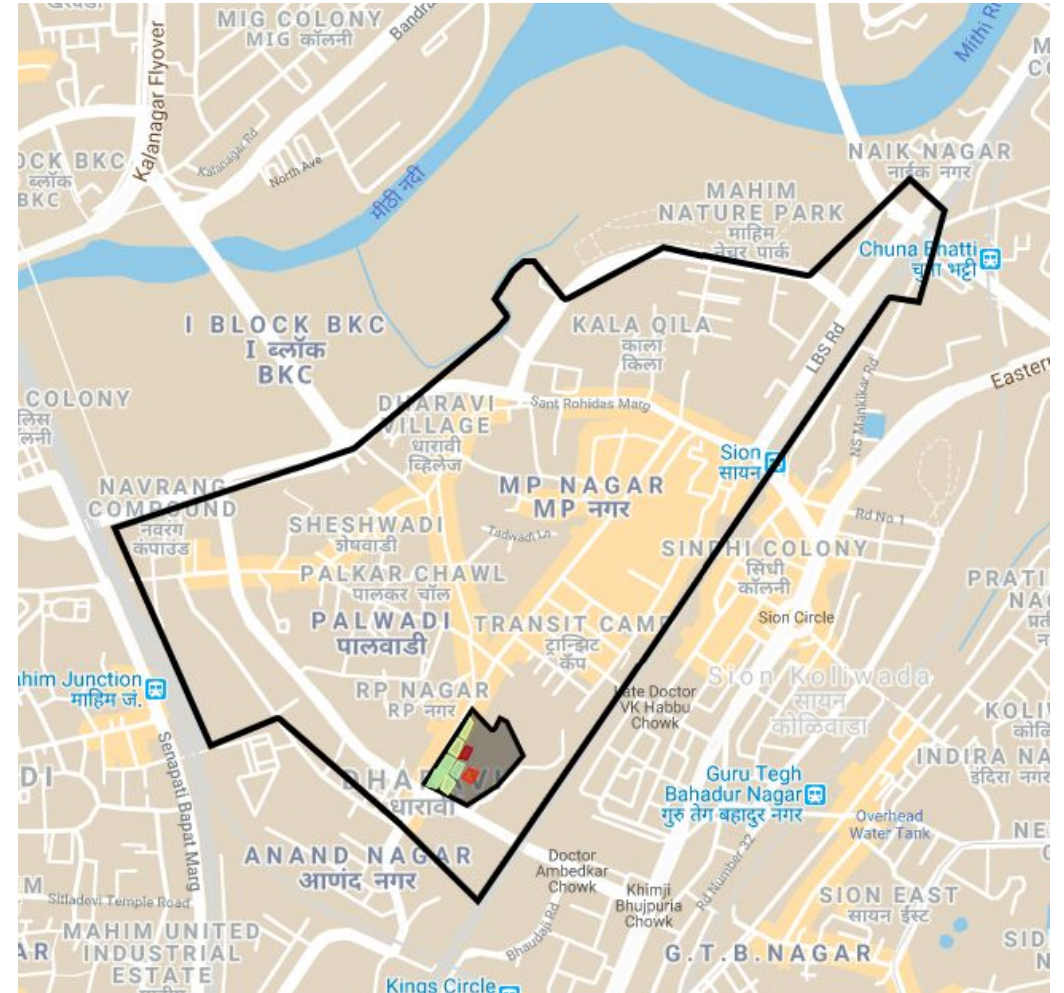 MIG COLONY
MIG कॉलनी
Kalanagar Flyover
Mithi
मीठी नदी
Kalanagar Rd
North Ave
BKC
ब्लॉक
BKC
NAIK NAGAR
नाईक नगर
MAHIM
NATURE PARK
माहिम
नेचर पार्क
Chuna Bhatti
चुना भट्टी
I BLOCK BKC
I ब्लॉक
BKC
KALA QILA
काला
किला
LBS Rd
NS Mankikar Rd
Eastern
COLONY
DHARAVI
VILLAGE
धारावी
व्हिलेज
Sant Rohidas Marg
Sion
सायन
MP NAGAR
MP नगर
NAVRANG
COMPOUND
नवरंग
कंपाउंड
Rd No 1
SHESHWADI
शेषवाडी
Tadwadi Ln
SINDHI COLONY
सिंधी
कॉलनी
PALKAR CHAWL
पालकर चॉल
PALWADI
पालवाडी
TRANSIT CAMP
ट्रान्झिट
कॅंप
Sion Circle
Sion Koliwada
सायन
कोळिवाडा
RP NAGAR
RP नगर
Late Doctor
VK Habbu
Chowk
him Junction
माहिम जं.
Senapati Bapat Marg
INDIRA NA
इंदिरा नगर
DHARAVI
धारावी
Guru Tegh
Bahadur Nagar
गुरु तेग बहादुर नगर
Overhead
Water Tank
ANAND NAGAR
आणंद नगर
Doctor
Ambedkar
Chowk
Khimji
Bhujpuria
Chowk
Rd Number 32
Bhaudaji Rd
SION EAST
सायन ईस्ट
Sitladevi Temple Road
MAHIM UNITED
INDUSTRIAL
ESTATE
G.T.B.NAGAR
Kings Circle